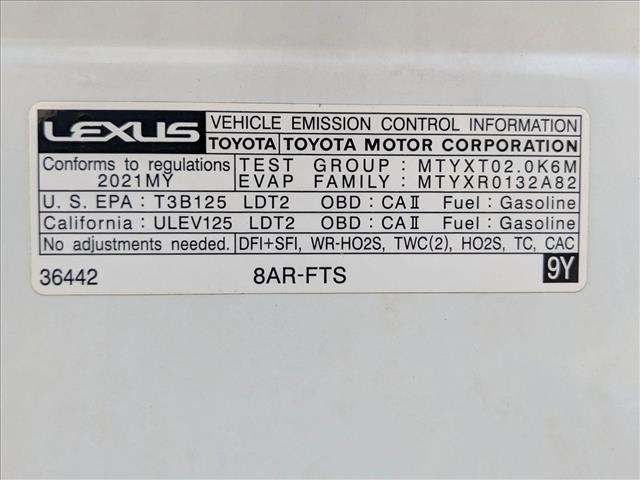 LEXUS VEHICLE EMISSION CONTROL INFORMATION
TOYOTA TOYOTA MOTOR CORPORATION
Conforms to regulations TEST GROUP : MTYXT02.0K6M
2021MY EVAP FAMILY : MTYXR0132A82
U. S. EPA : T3B125 LDT2 OBD : CAⅡ Fuel : Gasoline
California : ULEV125 LDT2 OBD : CAⅡ Fuel : Gasoline
No adjustments needed. DFI+SFI, WR-HO2S, TWC(2), HO2S, TC, CAC
36442 8AR-FTS 9Y